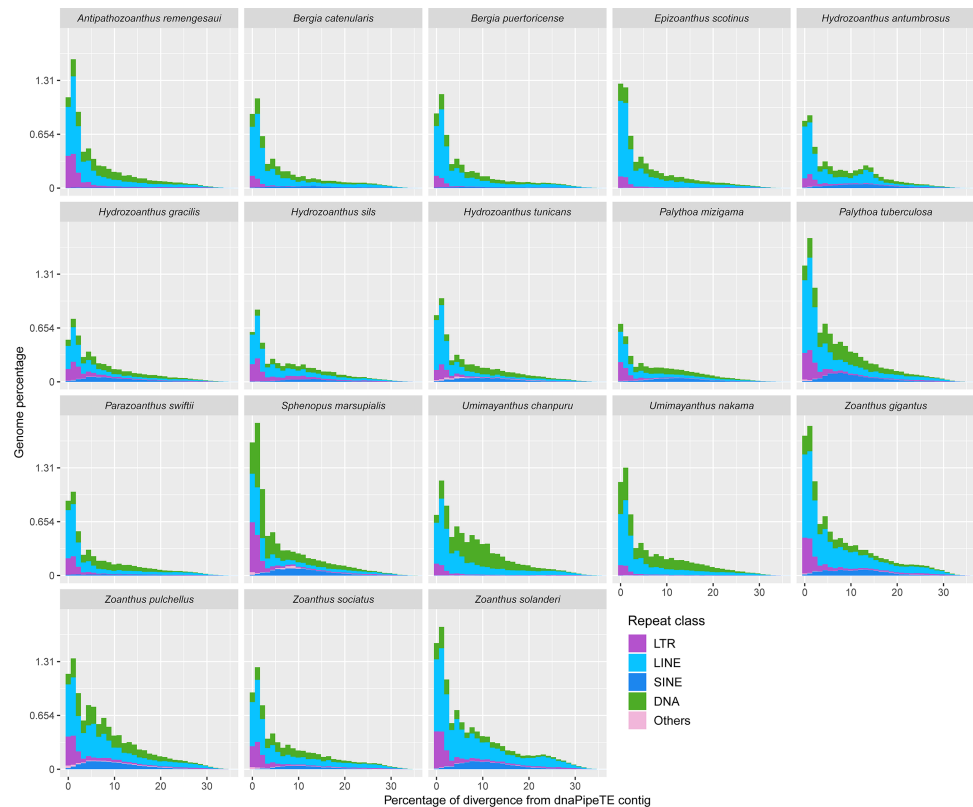 Antipathozoanthus remengesaui
Bergia catenularis
Bergia puertoricense
Epizoanthus scotinus
Hydrozoanthus antumbrosus
1.31
0.654
0
Hydrozoanthus gracilis
Hydrozoanthus sils
Hydrozoanthus tunicans
Palythoa mizigama
Palythoa tuberculosa
1.31
0.654
0
Genome percentage
Parazoanthus swiftii
Sphenopus marsupialis
Umimayanthus chanpuru
Umimayanthus nakama
Zoanthus gigantus
1.31
0.654
0
0 10 20 30 0 10 20 30
Zoanthus pulchellus
Zoanthus sociatus
Zoanthus solanderi
1.31
0.654
0
0 10 20 30 0 10 20 30 0 10 20 30
Repeat class
LTR
LINE
SINE
DNA
Others
Percentage of divergence from dnaPipeTE contig